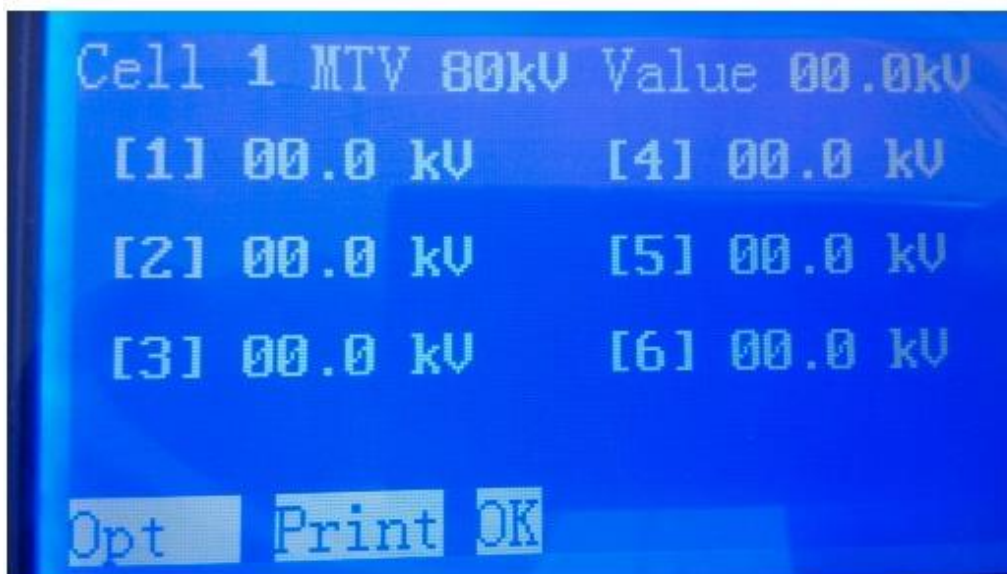 Cell 1 MTV 80kV Value 00.0kV
[1] 00.0 kV [4] 00.0 kV
[2] 00.0 kV [5] 00.0 kV
[3] 00.0 kV [6] 00.0 kV
Opt Print OK